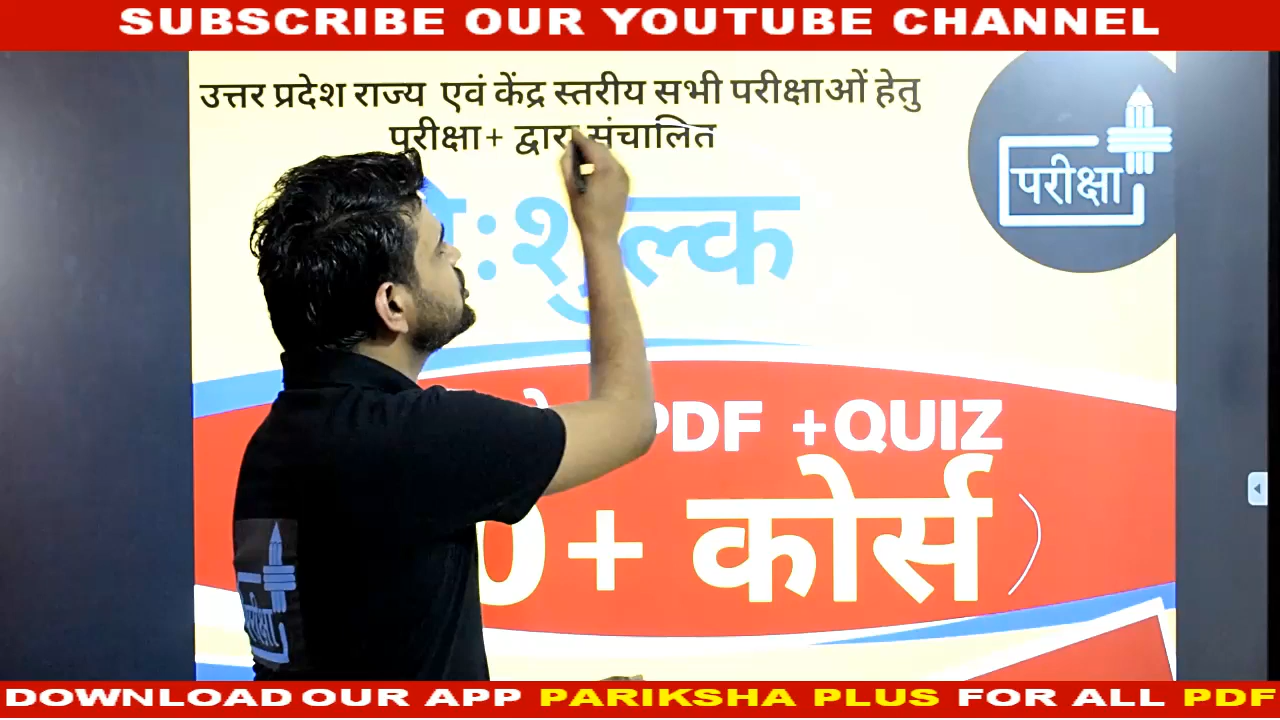 SUBSCRIBE OUR YOUTUBE CHANNEL
उत्तर प्रदेश राज्य एवं केंद्र स्तरीय सभी परीक्षाओं हेतु
परीक्षा+ द्वारा संचालित
परीक्षा
PDF +QUIZ
+ कोर्स
परीक्षा
DOWNLOAD OUR APP PARIKSHA PLUS FOR ALL PDF